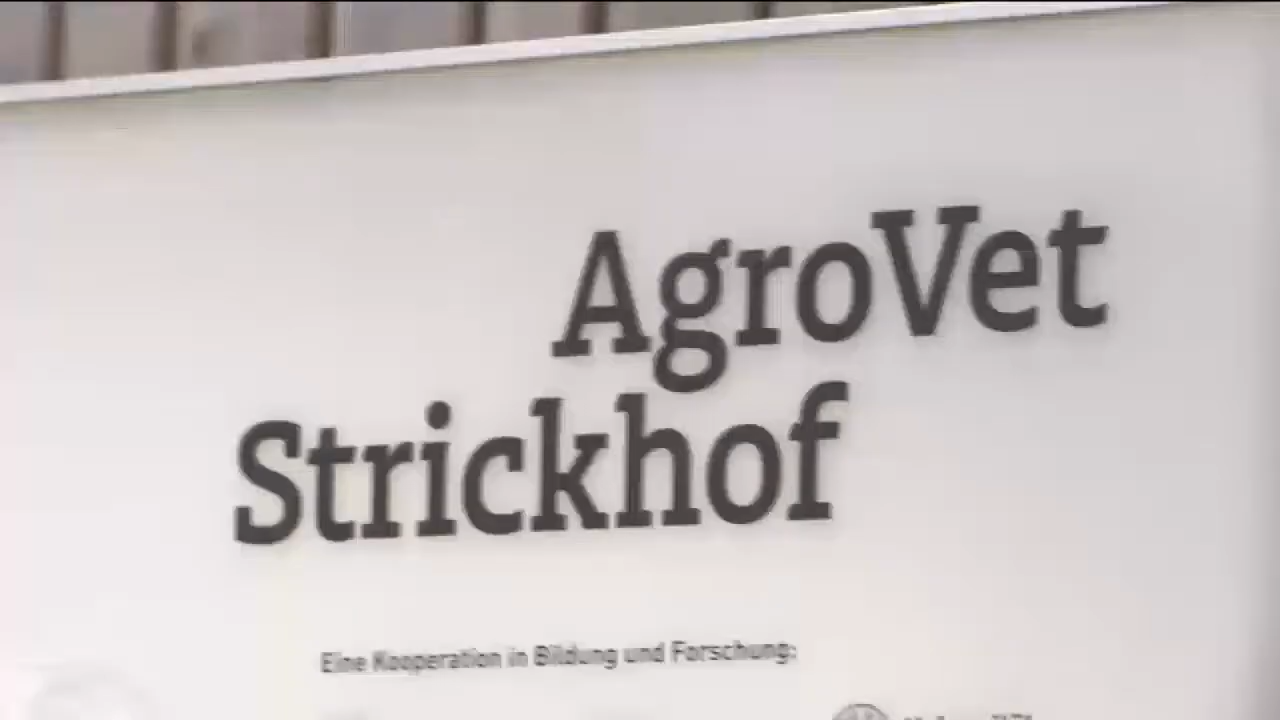 AgroVet
Strickhof
Eine Kooperation in Bildung und Forschung: